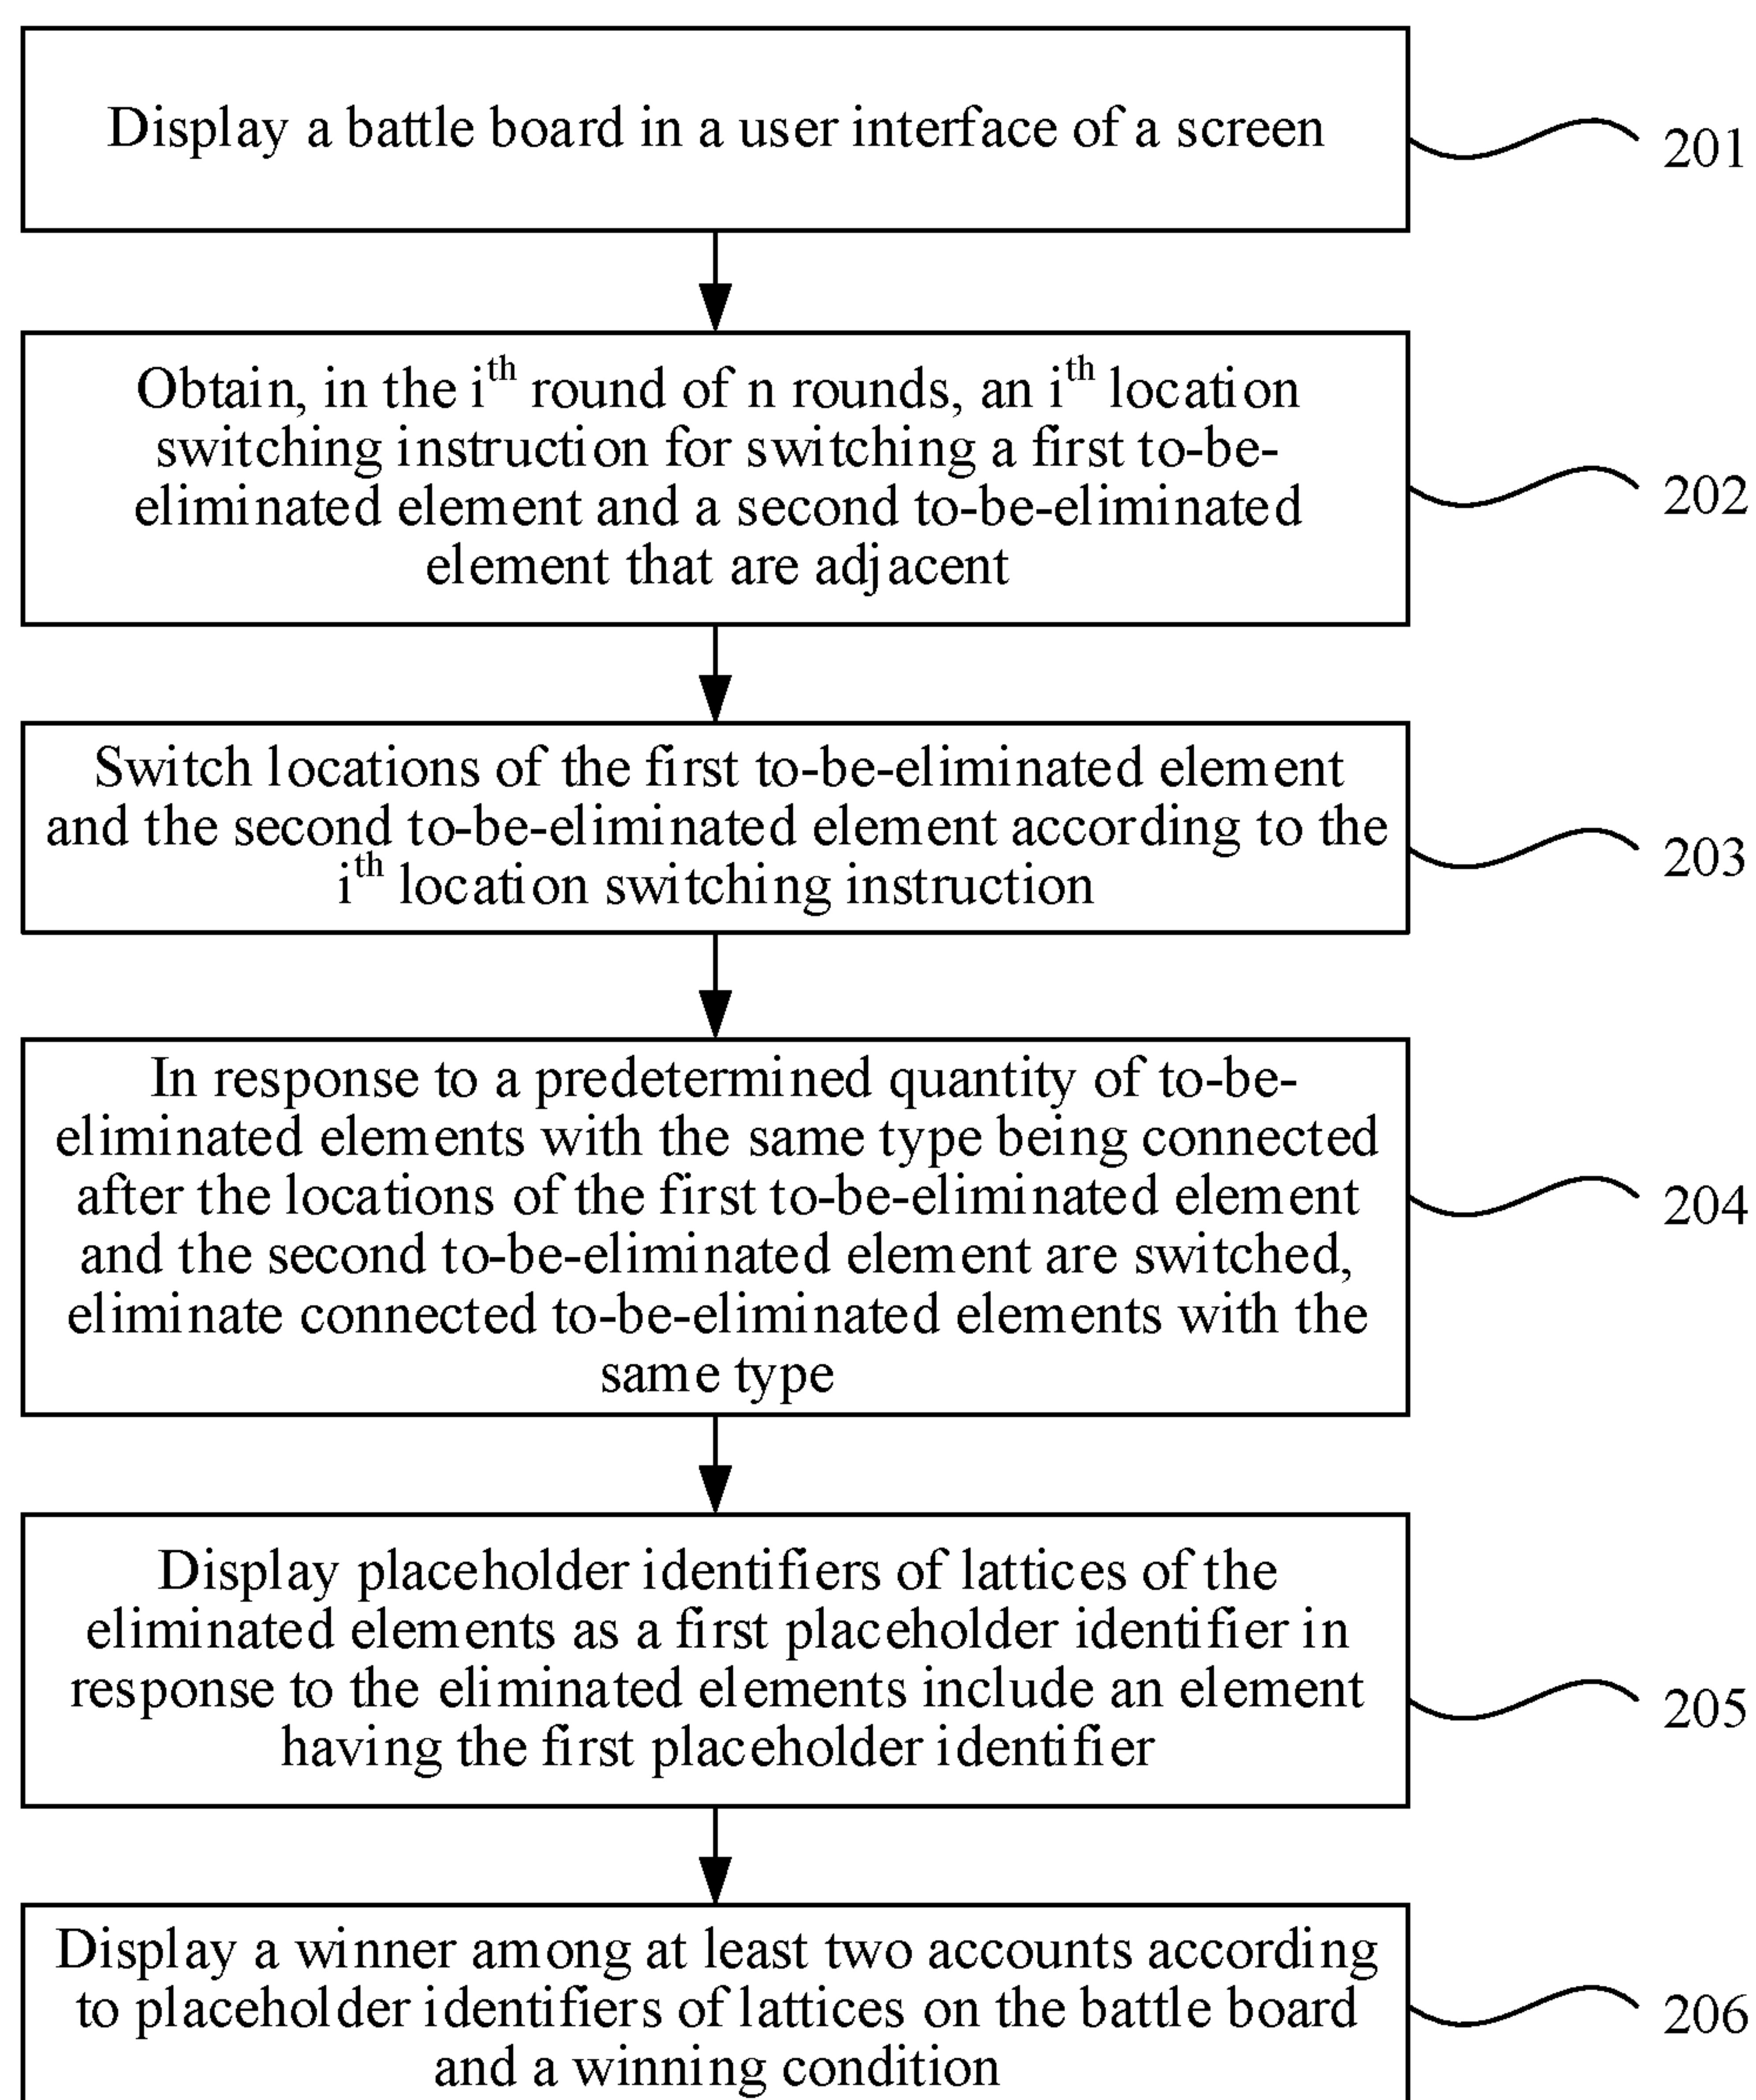 Display a battle board in a user interface of a screen
201
Obtain, in the ith round of n rounds, an ith location
switching instruction for switching a first to-be-
eliminated element and a second to-be-eliminated
element that are adjacent
202
Switch locations of the first to-be-eliminated element
and the second to-be-eliminated element according to the
ith location switching instruction
203
In response to a predetermined quantity of to-be-
eliminated elements with the same type being connected
after the locations of the first to-be-eliminated element
and the second to-be-eliminated element are switched,
eliminate connected to-be-eliminated elements with the
same type
204
Display placeholder identifiers of lattices of the
eliminated elements as a first placeholder identifier in
response to the eliminated elements include an element
having the first placeholder identifier
205
Display a winner among at least two accounts according
to placeholder identifiers of lattices on the battle board
and a winning condition
206